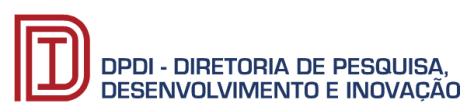 DPDI - DIRETORIA DE PESQUISA,
DESENVOLVIMENTO E INOVAÇÃO